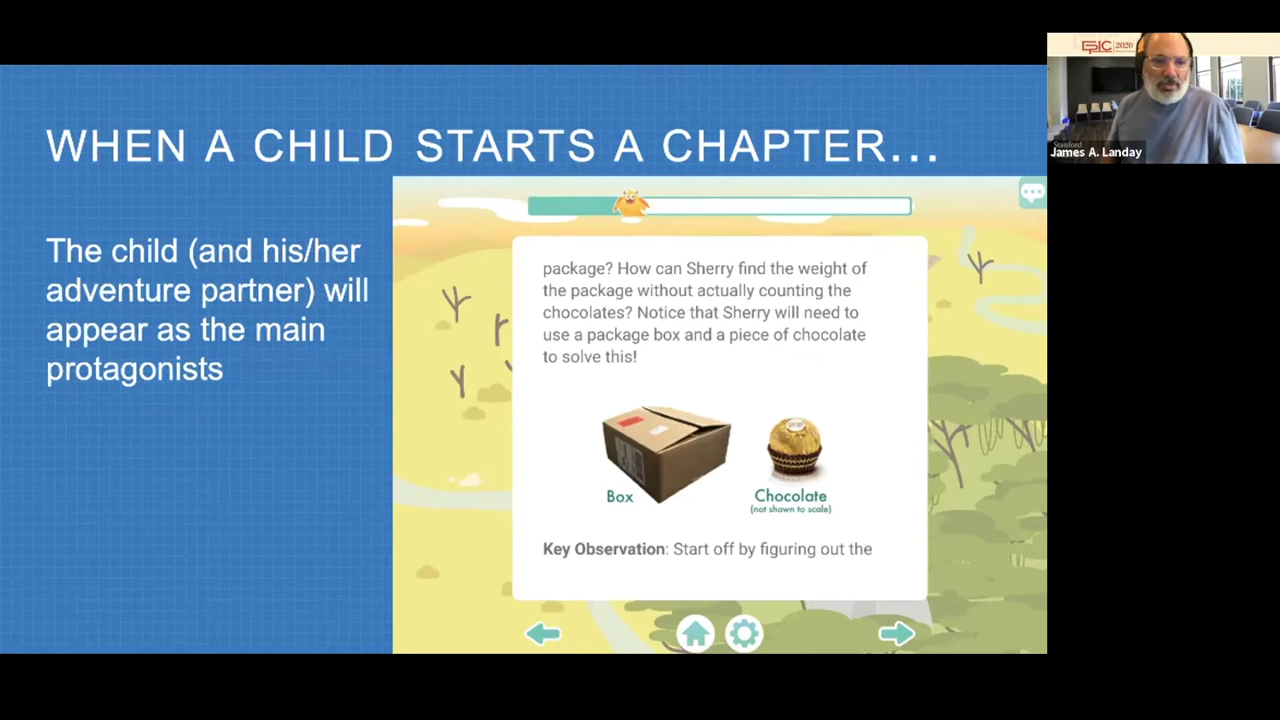 WHEN A CHILD STARTS A CHAPTER...
The child (and his/her
adventure partner) will
appear as the main
protagonists
package? How can Sherry find the weight of
the package without actually counting the
chocolates? Notice that Sherry will need to
use a package box and a piece of chocolate
to solve this!
Box
Chocolate
(not shown to scale)
Key Observation: Start off by figuring out the
EPIC 2020
Stanford
James A. Landay